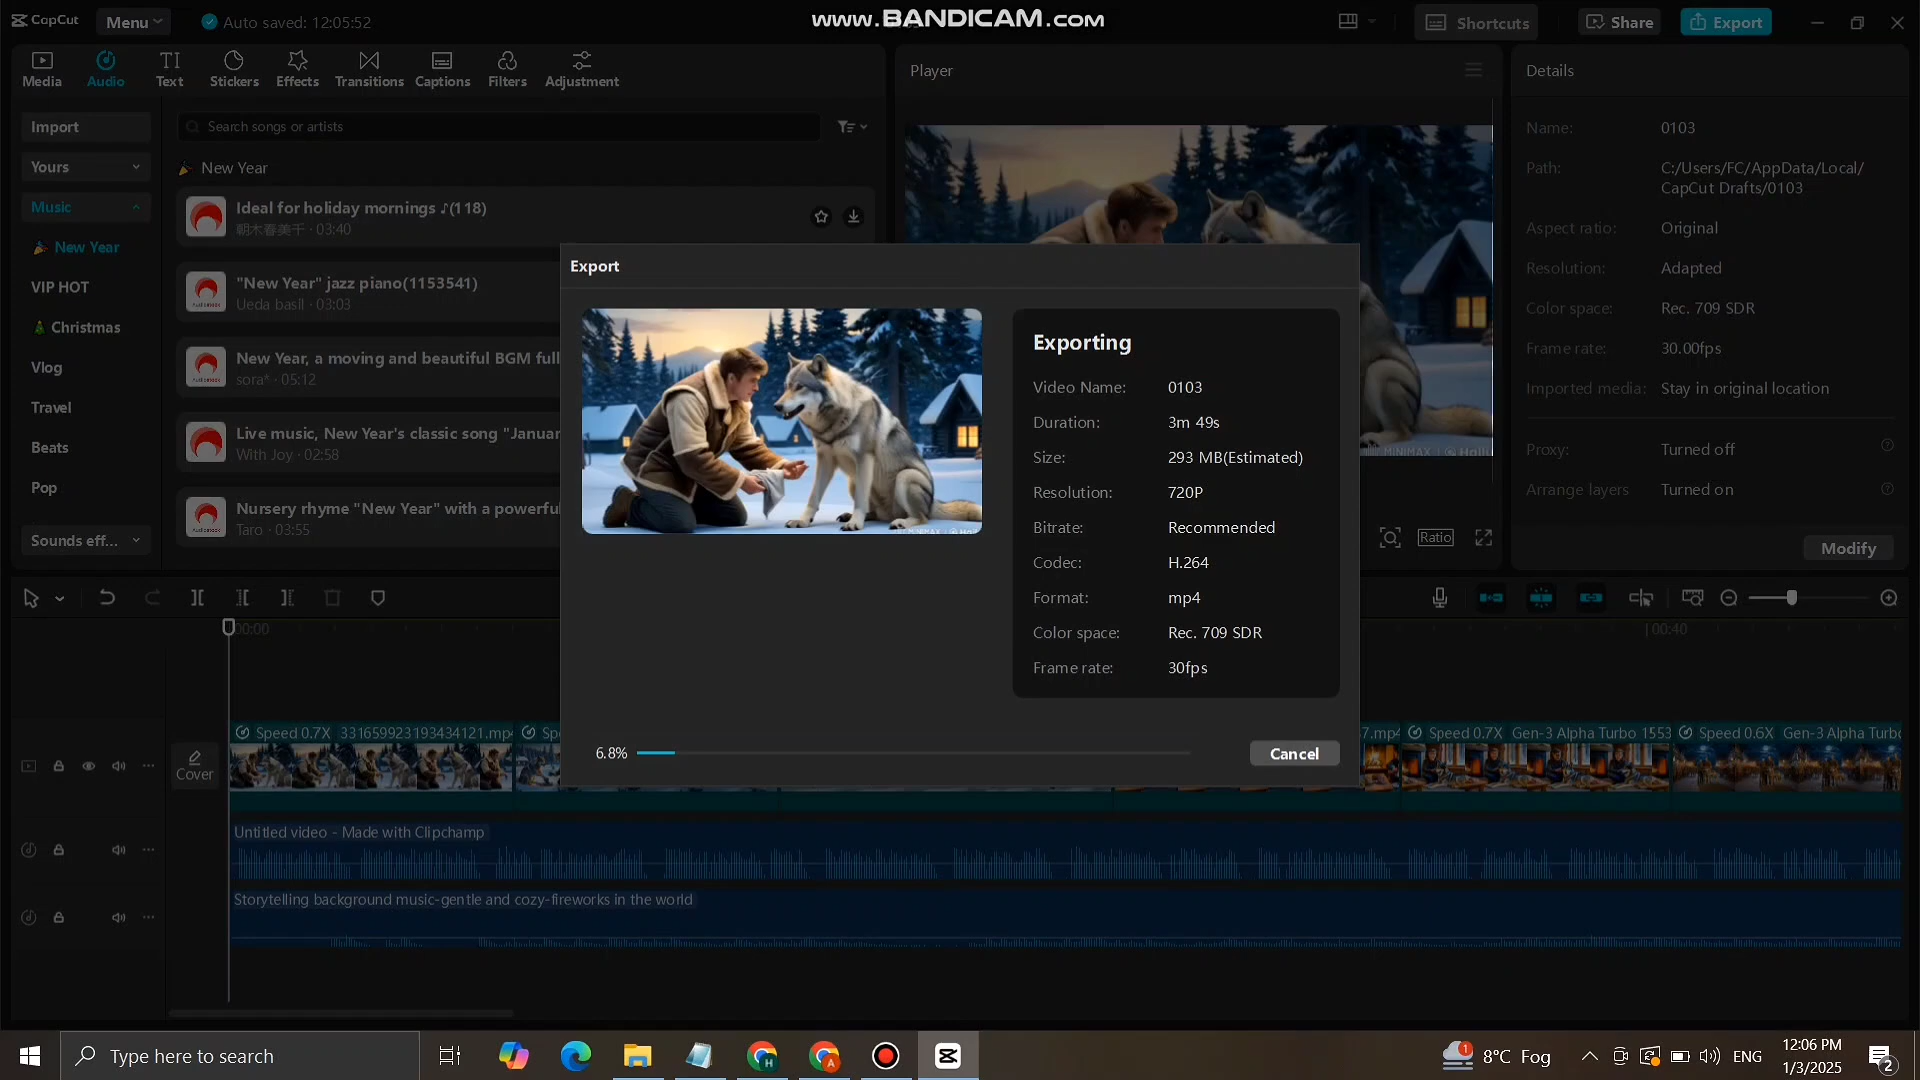 CapCut
Menu
Auto saved: 12:05:52
www.BANDICAM.com
Shortcuts
Share
Export
Media
Audio
Text
Stickers
Effects
Transitions
Captions
Filters
Adjustment
Player
Details
Import
Yours
Music
New Year
VIP HOT
Christmas
Vlog
Travel
Beats
Pop
Sounds eff...
Search songs or artists
New Year
Ideal for holiday mornings ♪(118)
朝木春美千 · 03:40
"New Year" jazz piano(1153541)
Ueda basil · 03:03
New Year, a moving and beautiful BGM full
sora* · 05:12
Live music, New Year's classic song "Januar
With Joy · 02:58
Nursery rhyme "New Year" with a powerfu
Taro · 03:55
Name: 0103
Path: C:/Users/FC/AppData/Local/
CapCut Drafts/0103
Aspect ratio: Original
Resolution: Adapted
Color space: Rec. 709 SDR
Frame rate: 30.00fps
Imported media: Stay in original location
Proxy: Turned off
Arrange layers Turned on
Modify
MINIMAX
Ratio
Export
Exporting
Video Name: 0103
Duration: 3m 49s
Size: 293 MB(Estimated)
Resolution: 720P
Bitrate: Recommended
Codec: H.264
Format: mp4
Color space: Rec. 709 SDR
Frame rate: 30fps
6.8%
Cancel
00:00
00:40
Cover
Speed 0.7X 331659923193434121.mp4
Speed 0.7X Gen-3 Alpha Turbo 1553
Speed 0.6X Gen-3 Alpha Turbo
Untitled video - Made with Clipchamp
Storytelling background music-gentle and cozy-fireworks in the world
Type here to search
8°C Fog
ENG
12:06 PM
1/3/2025
2